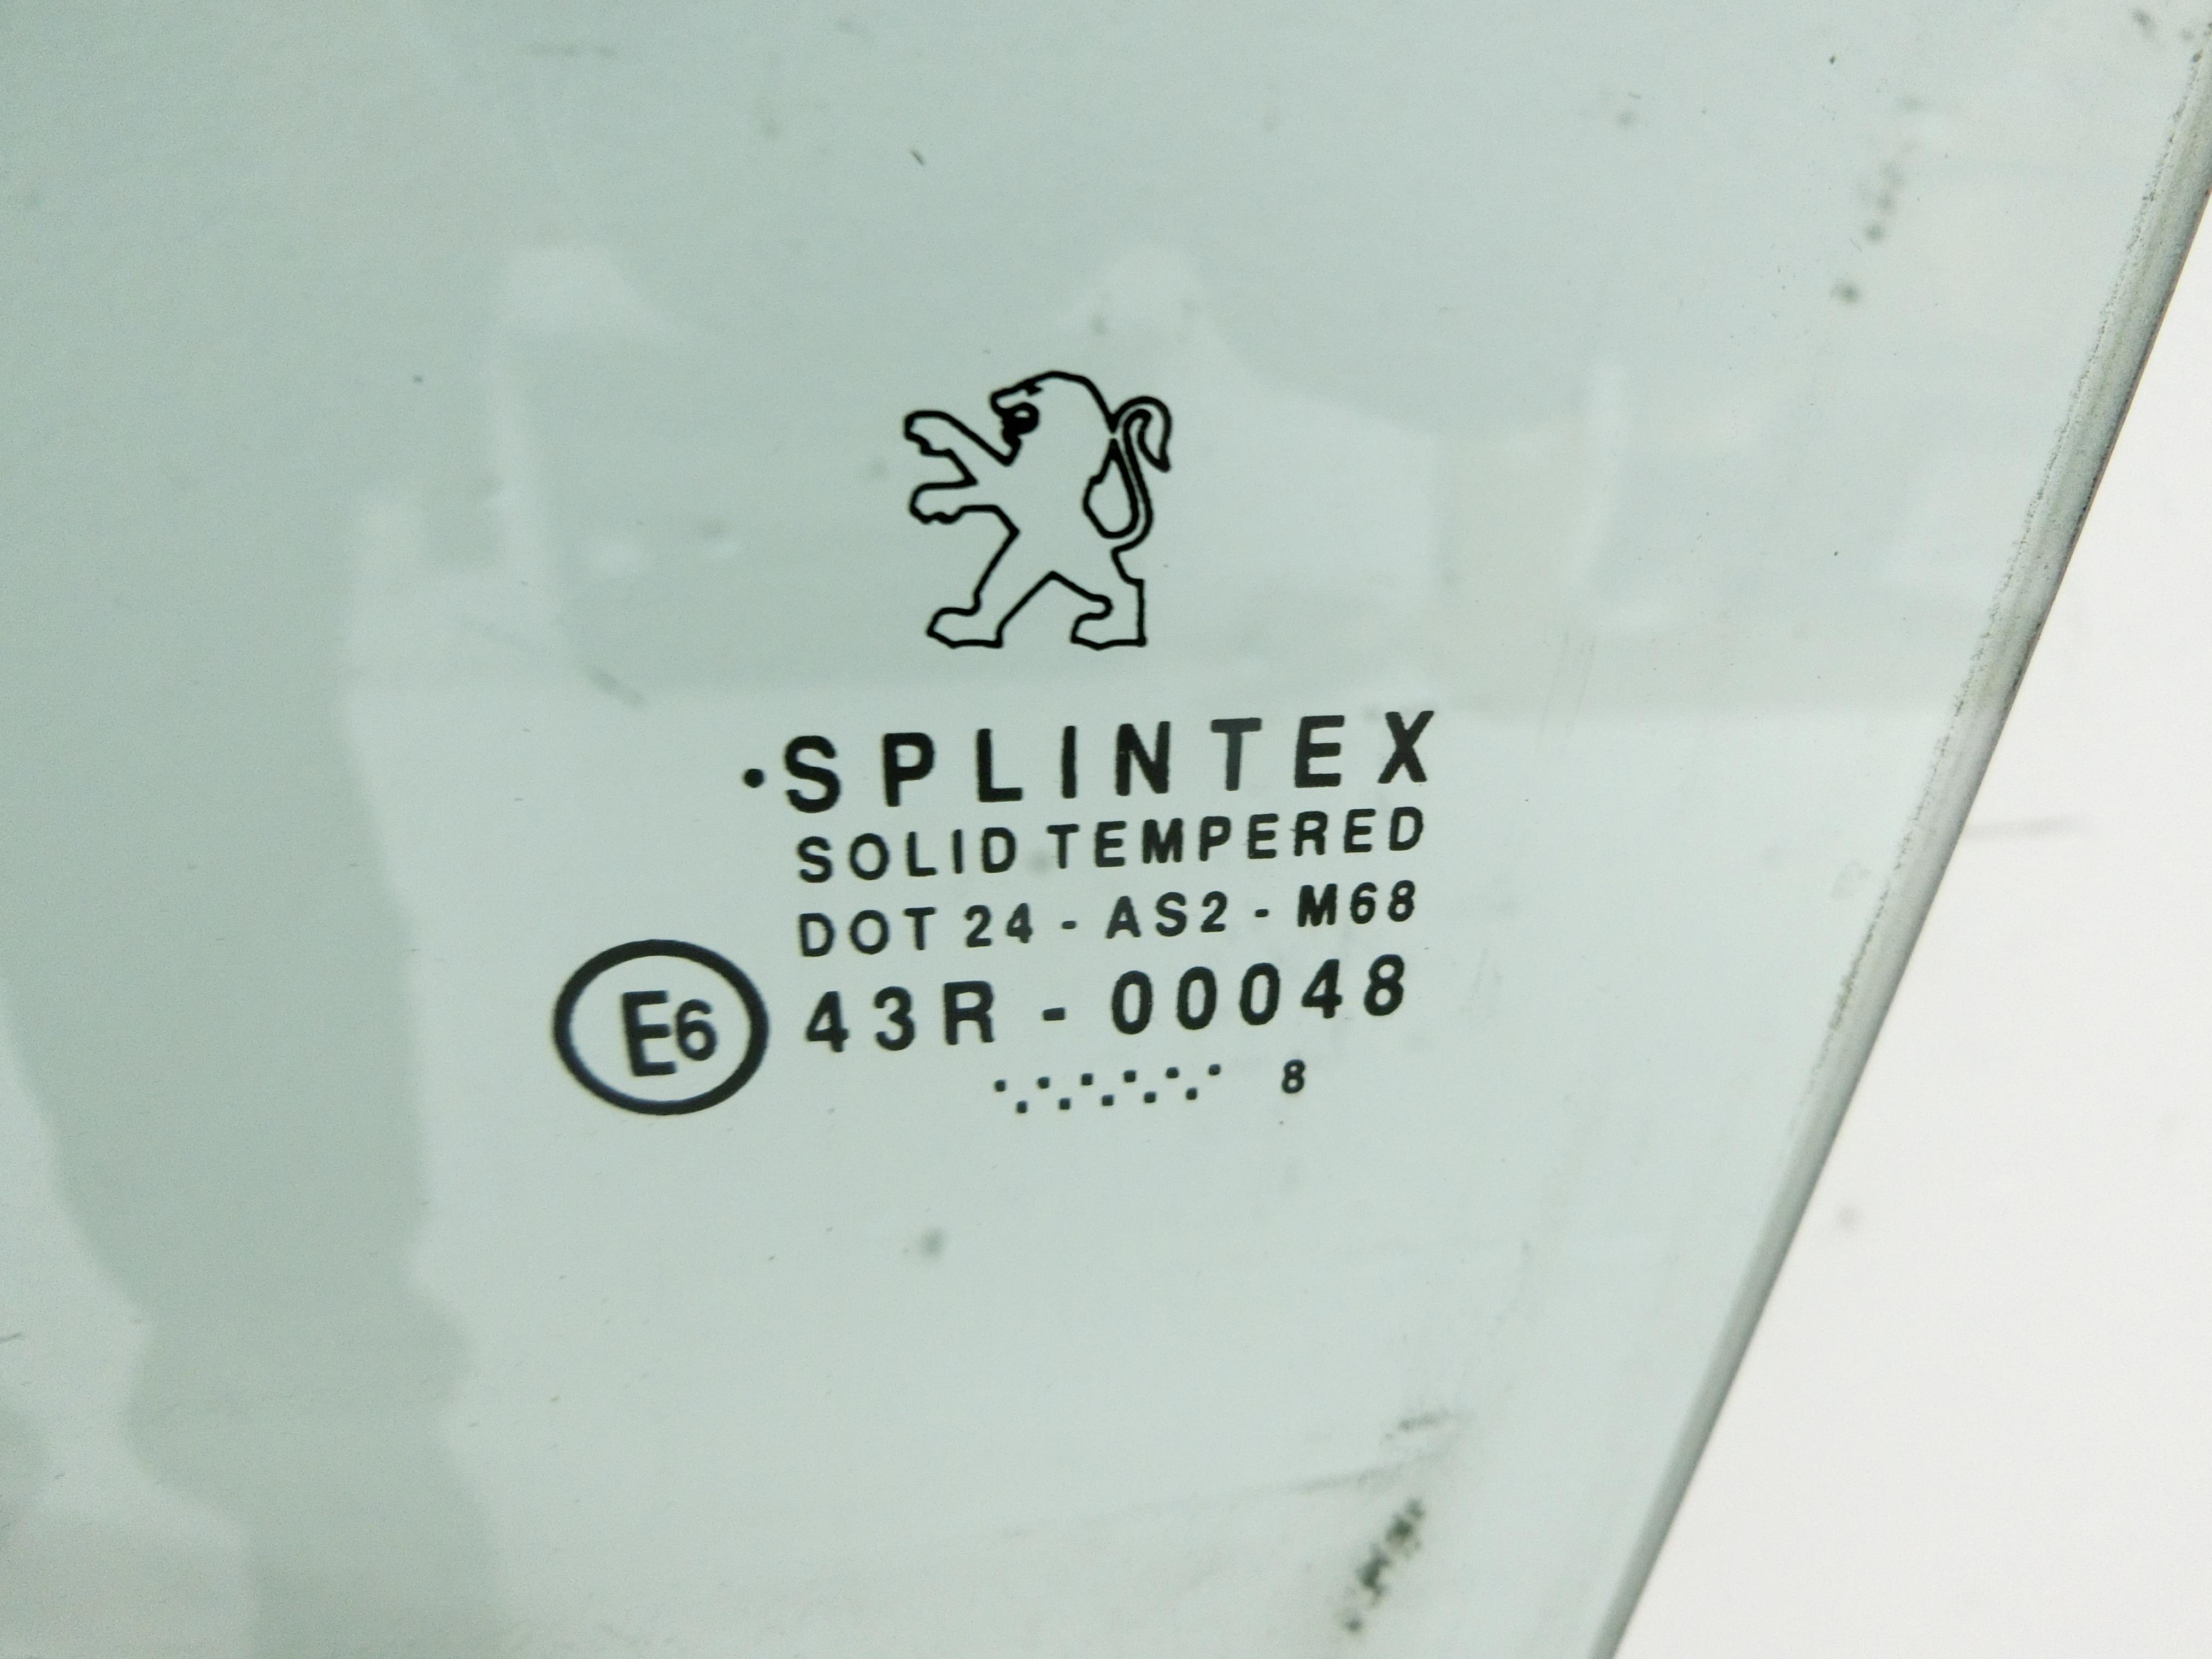 ·SPLINTEX
SOLID TEMPERED
DOT 24 - AS2 - M68
E6 43R - 00048
8